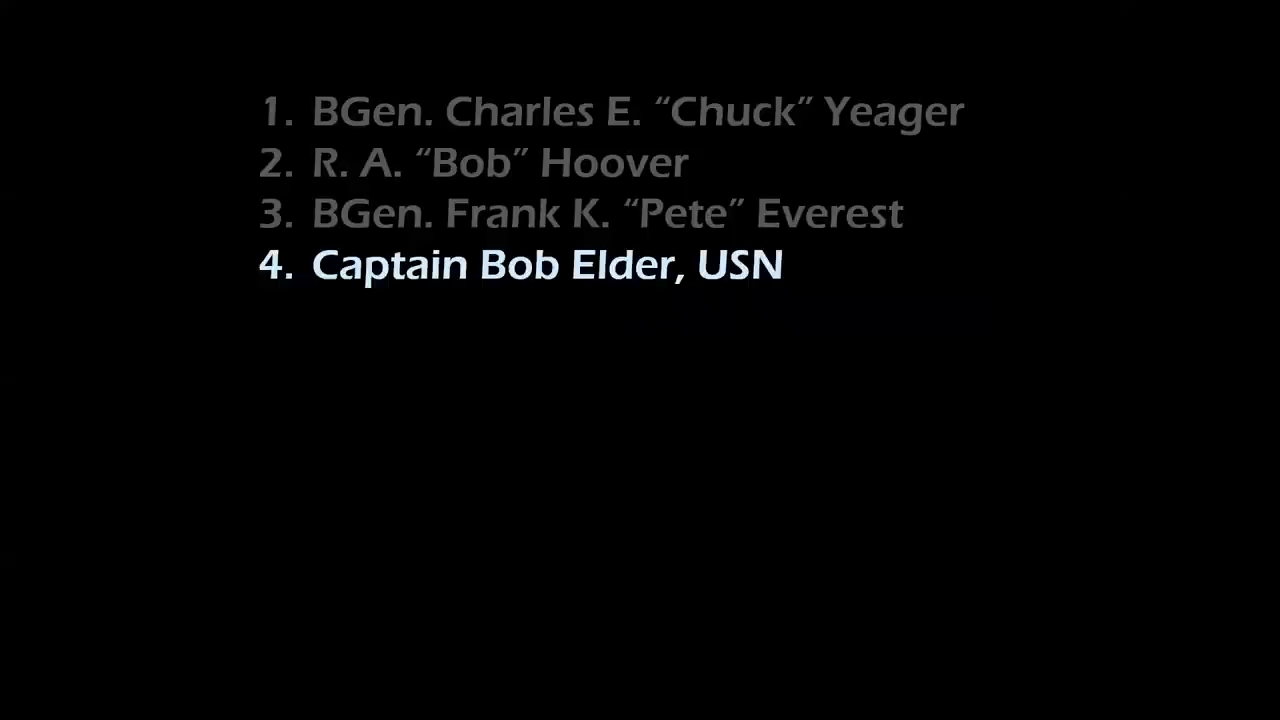 1. BGen. Charles E. “Chuck” Yeager
2. R. A. “Bob” Hoover
3. BGen. Frank K. “Pete” Everest
4. Captain Bob Elder, USN